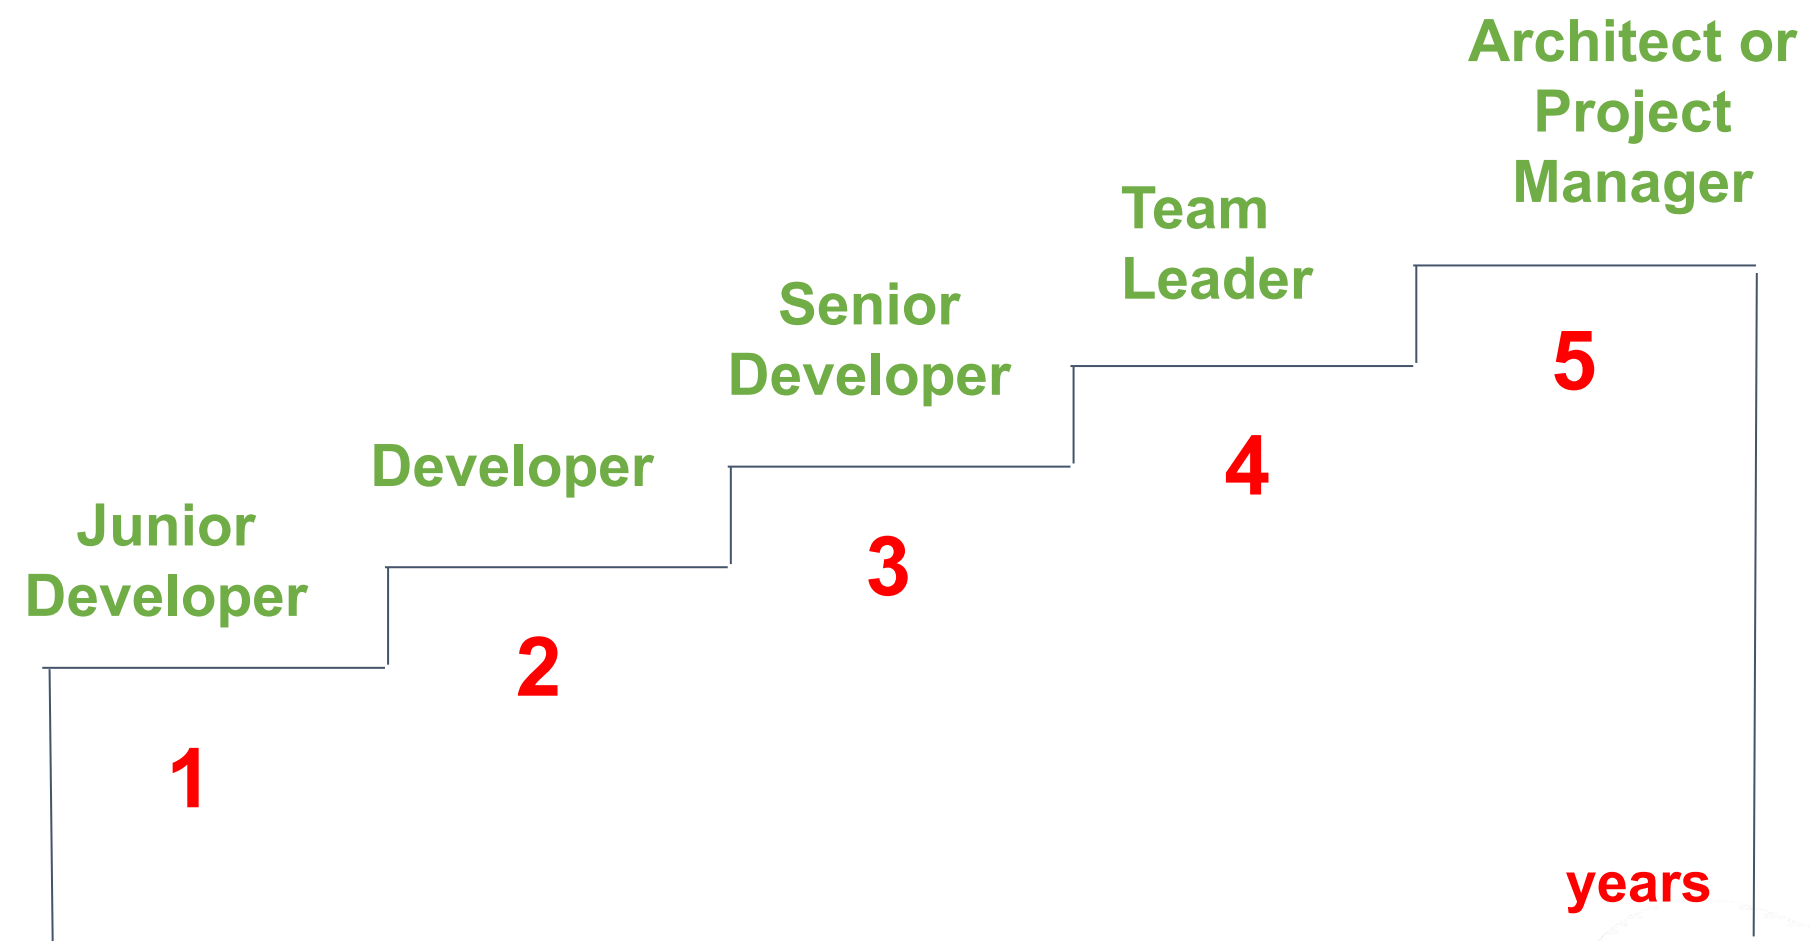 Architect or
Project
Manager
Team
Leader
Senior
Developer
Developer
Junior
Developer
1
2
3
4
5
years